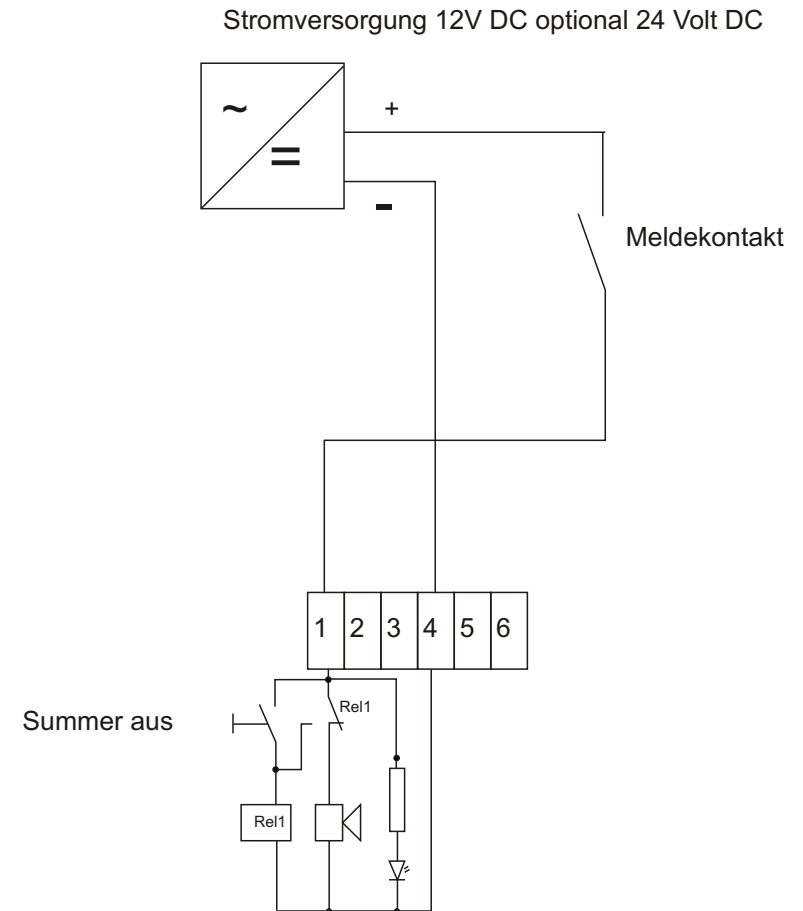 Stromversorgung 12V DC optional 24 Volt DC
~
=
+
-
Meldekontakt
1 2 3 4 5 6
Rel1
Summer aus
Rel1